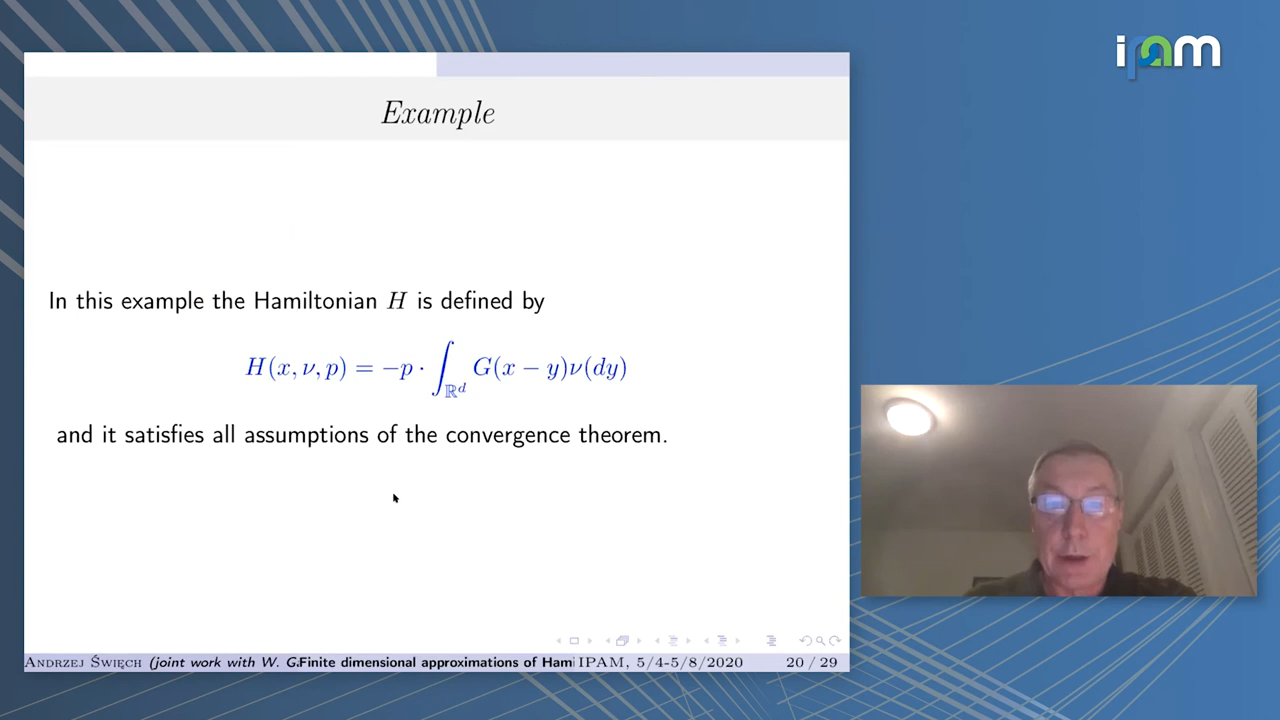 ipam
Example
In this example the Hamiltonian H is defined by
H(x, ν, p) = −p · ∫_{ℝ^d} G(x − y)ν(dy)
and it satisfies all assumptions of the convergence theorem.
Andrzej Święch (joint work with W. G. Finite dimensional approximations of Ham IPAM, 5/4-5/8/2020 20 / 29